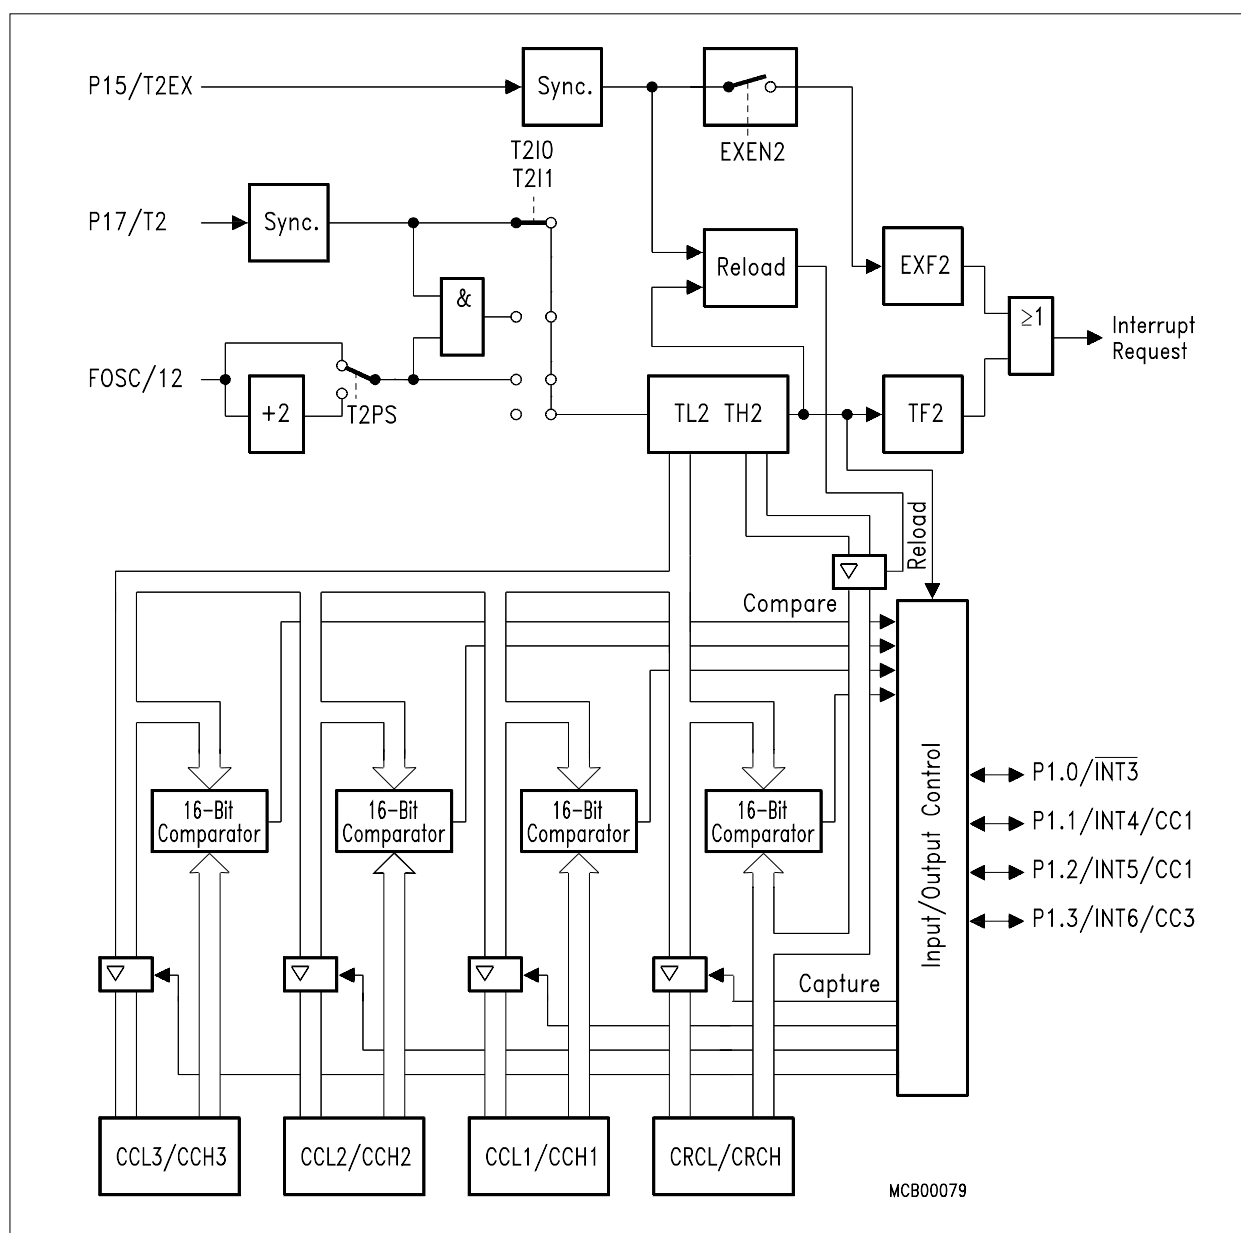 P15/T2EX
Sync.
EXEN2
T2I0
T2I1
P17/T2
Sync.
Reload
EXF2
&
≥1
Interrupt
Request
FOSC/12
+2
T2PS
TL2 TH2
TF2
Reload
Compare
16-Bit
Comparator
16-Bit
Comparator
16-Bit
Comparator
16-Bit
Comparator
Input/Output Control
P1.0/I̅N̅T̅3̅
P1.1/INT4/CC1
P1.2/INT5/CC1
P1.3/INT6/CC3
Capture
CCL3/CCH3
CCL2/CCH2
CCL1/CCH1
CRCL/CRCH
MCB00079